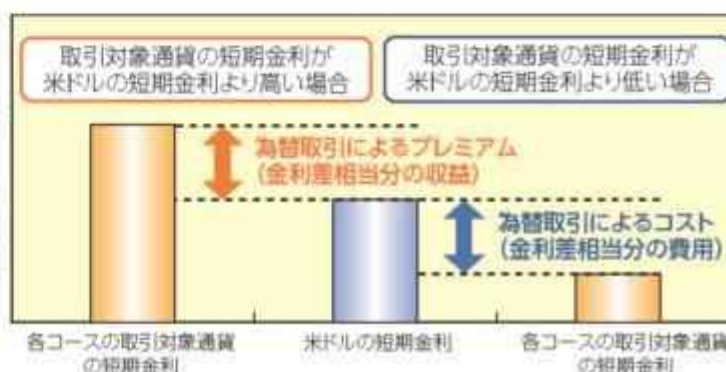 取引対象通貨の短期金利が
米ドルの短期金利より高い場合
取引対象通貨の短期金利が
米ドルの短期金利より低い場合
為替取引によるプレミアム
(金利差相当分の収益)
為替取引によるコスト
(金利差相当分の費用)
各コースの取引対象通貨
の短期金利
米ドルの短期金利
各コースの取引対象通貨
の短期金利